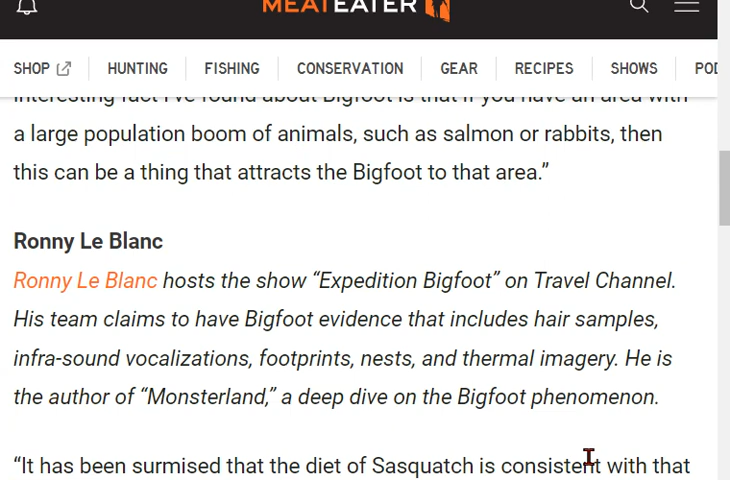 MEATEATER
SHOP HUNTING FISHING CONSERVATION GEAR RECIPES SHOWS
interesting fact I've found about Bigfoot is that if you have an area with
a large population boom of animals, such as salmon or rabbits, then
this can be a thing that attracts the Bigfoot to that area.”
Ronny Le Blanc
Ronny Le Blanc hosts the show “Expedition Bigfoot” on Travel Channel.
His team claims to have Bigfoot evidence that includes hair samples,
infra-sound vocalizations, footprints, nests, and thermal imagery. He is
the author of “Monsterland,” a deep dive on the Bigfoot phenomenon.
“It has been surmised that the diet of Sasquatch is consistent with that